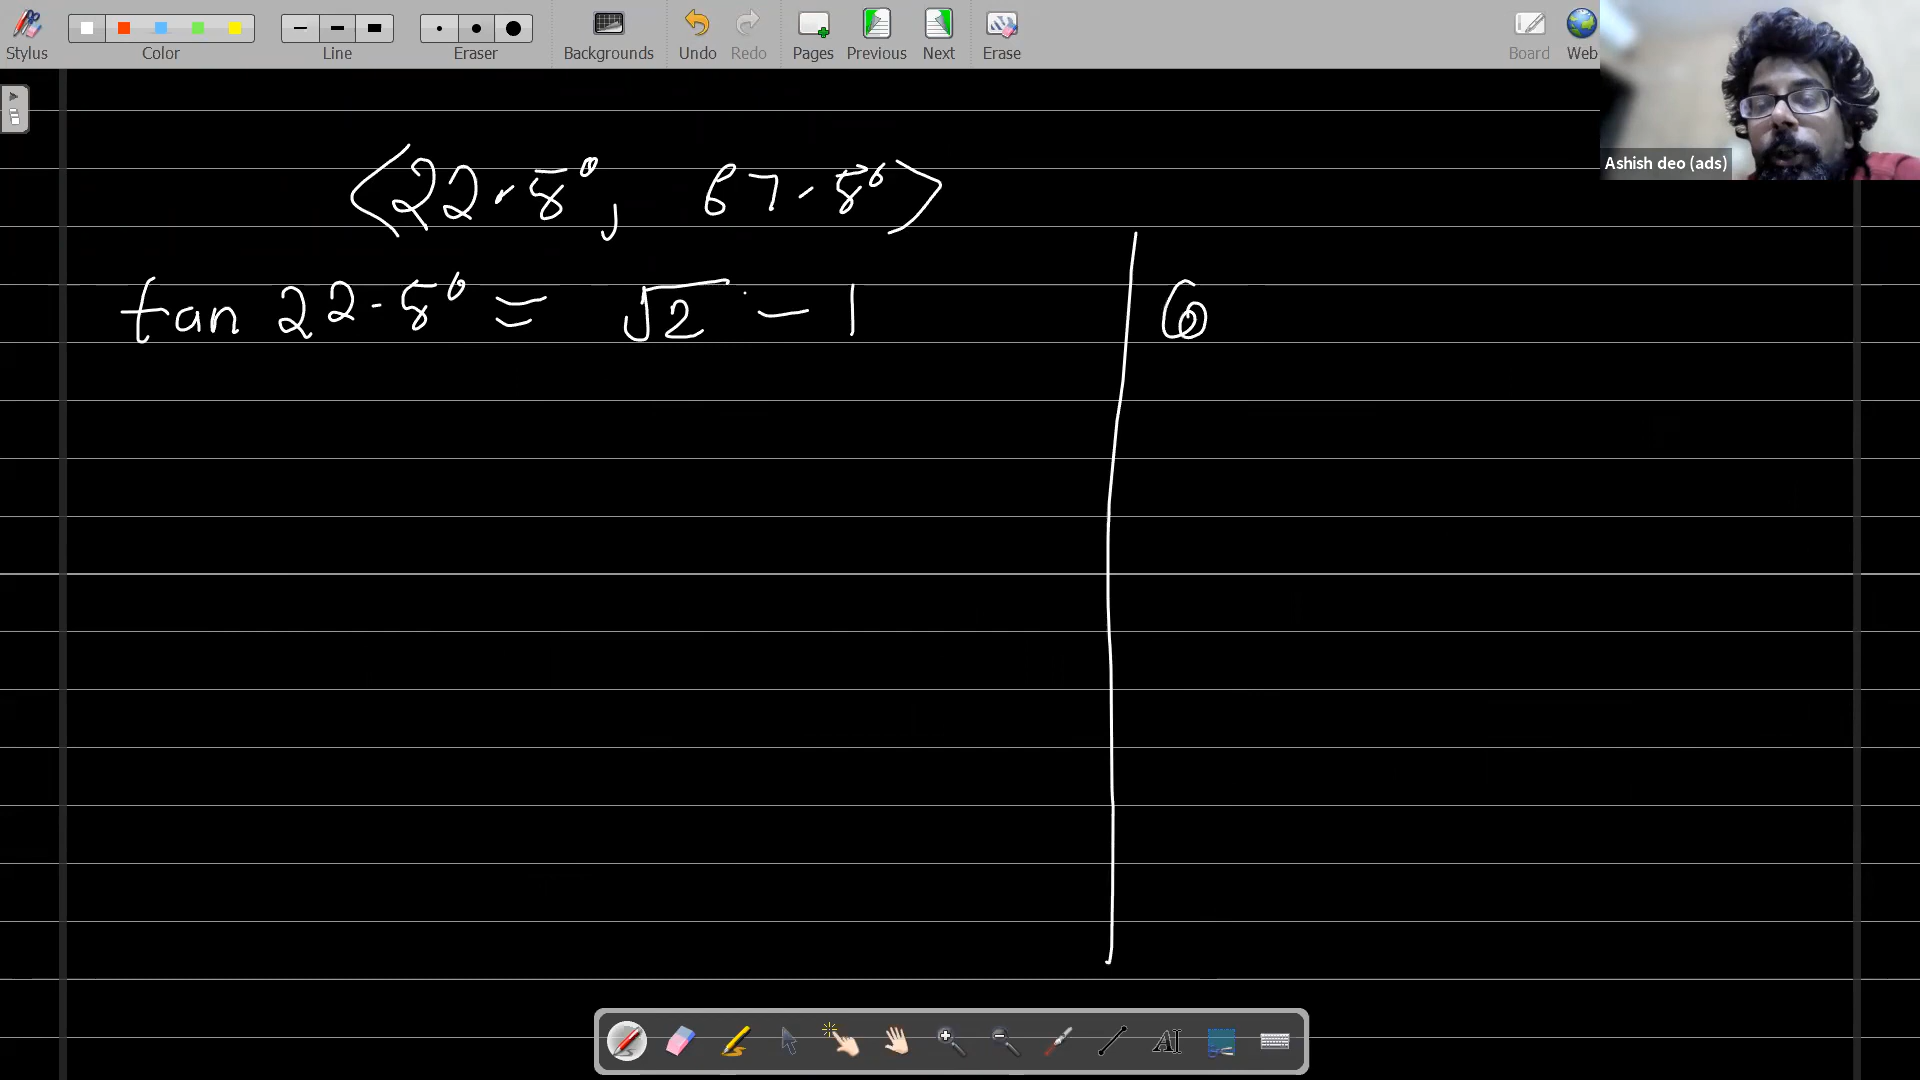 Stylus Color Line Eraser Backgrounds Undo Redo Pages Previous Next Erase Board Web
Ashish deo (ads)
⟨22.5°, 67.5°⟩
tan 22.5° = √2 - 1